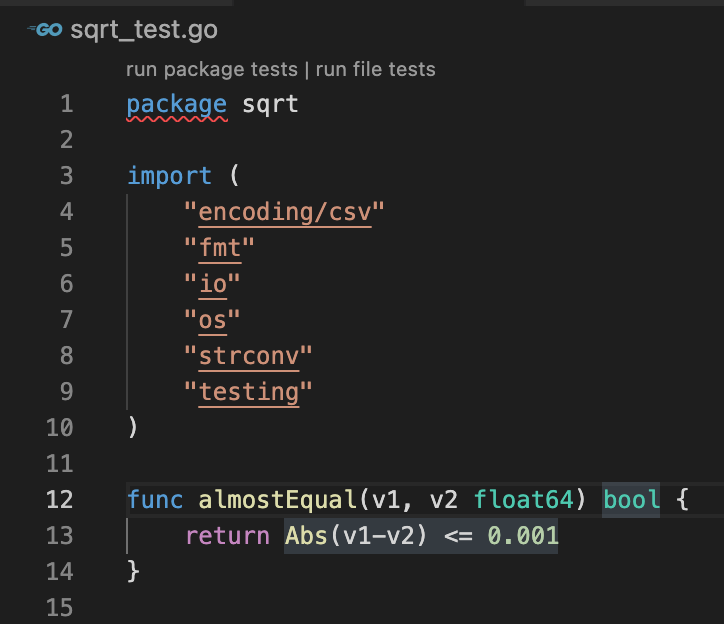 GO sqrt_test.go
run package tests | run file tests
1 package sqrt
2
3 import (
4 "encoding/csv"
5 "fmt"
6 "io"
7 "os"
8 "strconv"
9 "testing"
10 )
11
12 func almostEqual(v1, v2 float64) bool {
13 return Abs(v1-v2) <= 0.001
14 }
15